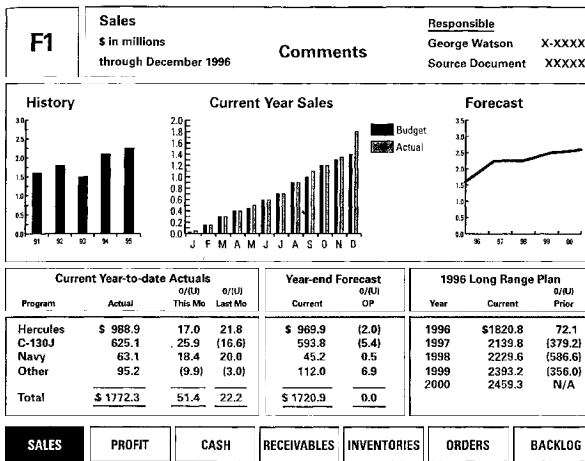 F1
Sales
$ in millions
through December 1996
Comments
Responsible
George Watson X-XXXX
Source Document XXXXX
History
3.0
2.5
2.0
1.5
1.0
0.5
0.0
91 92 93 94 95
Current Year Sales
2.0
1.8
1.6
1.4
1.2
1.0
0.8
0.6
0.4
0.2
0.0
J F M A M J J A S O N D
Budget
Actual
Forecast
3.5
3.0
2.5
2.0
1.5
1.0
0.5
0.0
96 97 98 99 00
Current Year-to-date Actuals
0/(U) 0/(U)
Program Actual This Mo Last Mo
Hercules $ 988.9 17.0 21.8
C-130J 625.1 25.9 (16.6)
Navy 63.1 18.4 20.0
Other 95.2 (9.9) (3.0)
Total $ 1772.3 51.4 22.2
Year-end Forecast
0/(U)
Current OP
$ 969.9 (2.0)
593.8 (5.4)
45.2 0.5
112.0 6.9
$ 1720.9 0.0
1996 Long Range Plan
0/(U)
Year Current Prior
1996 $1820.8 72.1
1997 2139.8 (379.2)
1998 2229.6 (586.6)
1999 2393.2 (356.0)
2000 2459.3 N/A
SALES PROFIT CASH RECEIVABLES INVENTORIES ORDERS BACKLOG